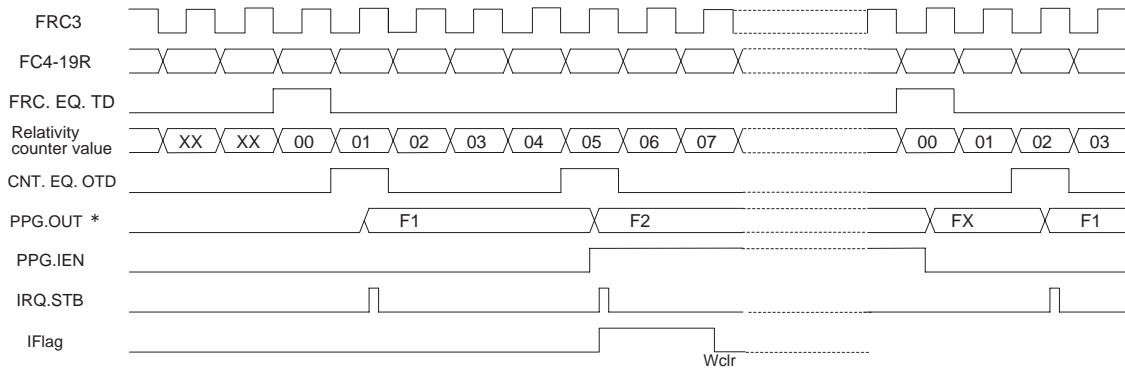 FRC3
FC4-19R
FRC. EQ. TD
Relativity
counter value
XX XX 00 01 02 03 04 05 06 07 00 01 02 03
CNT. EQ. OTD
PPG.OUT * F1 F2 FX F1
PPG.IEN
IRQ.STB
IFlag
Wclr